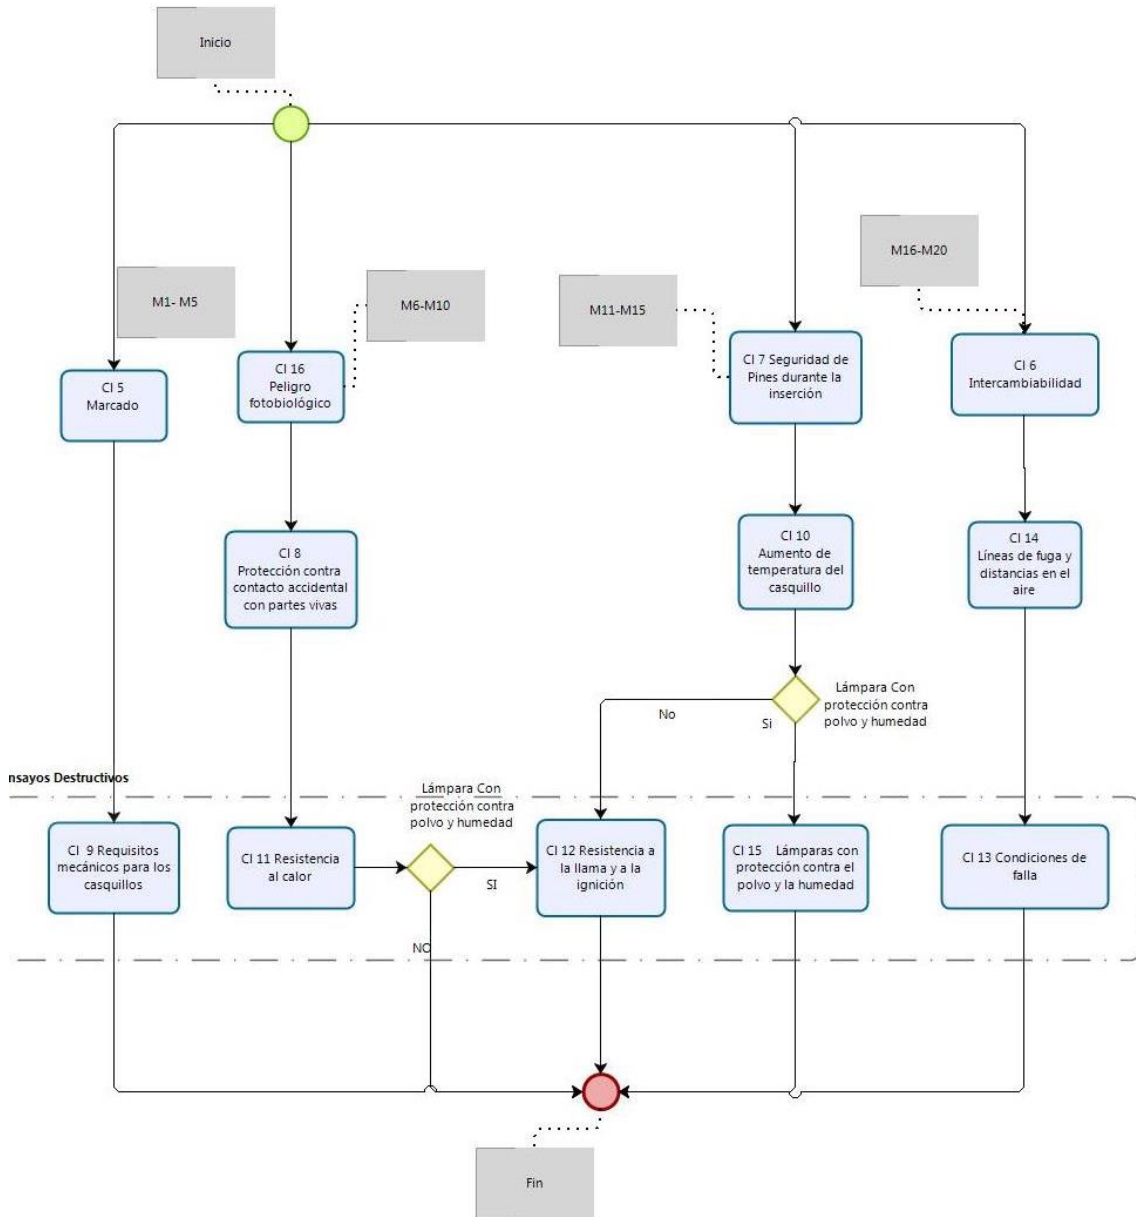 Inicio
M16-M20
M1- M5
M6-M10
M11-M15
CI 5
Marcado
CI 16
Peligro
fotobiológico
CI 7 Seguridad de
Pines durante la
inserción
CI 6
Intercambiabilidad
CI 8
Protección contra
contacto accidental
con partes vivas
CI 10
Aumento de
temperatura del
casquillo
CI 14
Líneas de fuga y
distancias en el
aire
Lámpara Con
protección contra
polvo y humedad
No
Si
nsayos Destructivos
Lámpara Con
protección contra
polvo y humedad
CI 9 Requisitos
mecánicos para los
casquillos
CI 11 Resistencia
al calor
SI
NO
CI 12 Resistencia a
la llama y a la
ignición
CI 15 Lámparas con
protección contra el
polvo y la humedad
CI 13 Condiciones de
falla
Fin